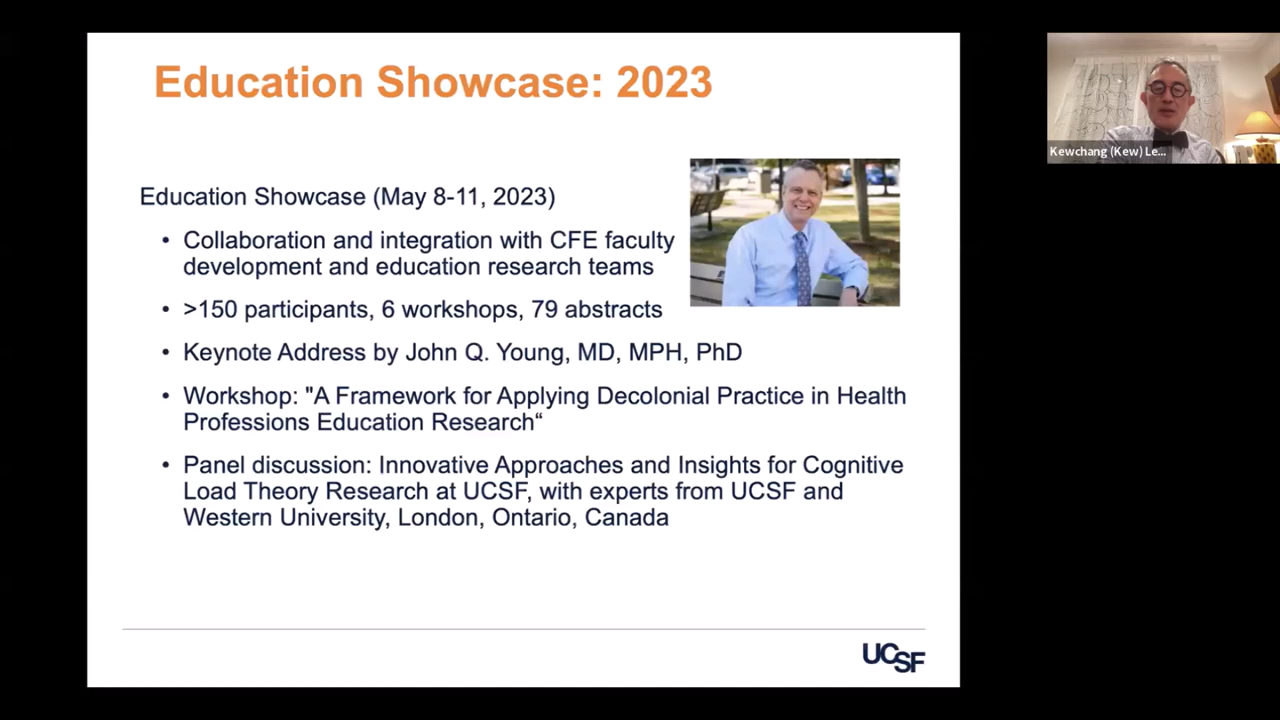 Education Showcase: 2023
Education Showcase (May 8-11, 2023)
• Collaboration and integration with CFE faculty
development and education research teams
• >150 participants, 6 workshops, 79 abstracts
• Keynote Address by John Q. Young, MD, MPH, PhD
• Workshop: "A Framework for Applying Decolonial Practice in Health
Professions Education Research“
• Panel discussion: Innovative Approaches and Insights for Cognitive
Load Theory Research at UCSF, with experts from UCSF and
Western University, London, Ontario, Canada
UCSF
Kewchang (Kew) Le...